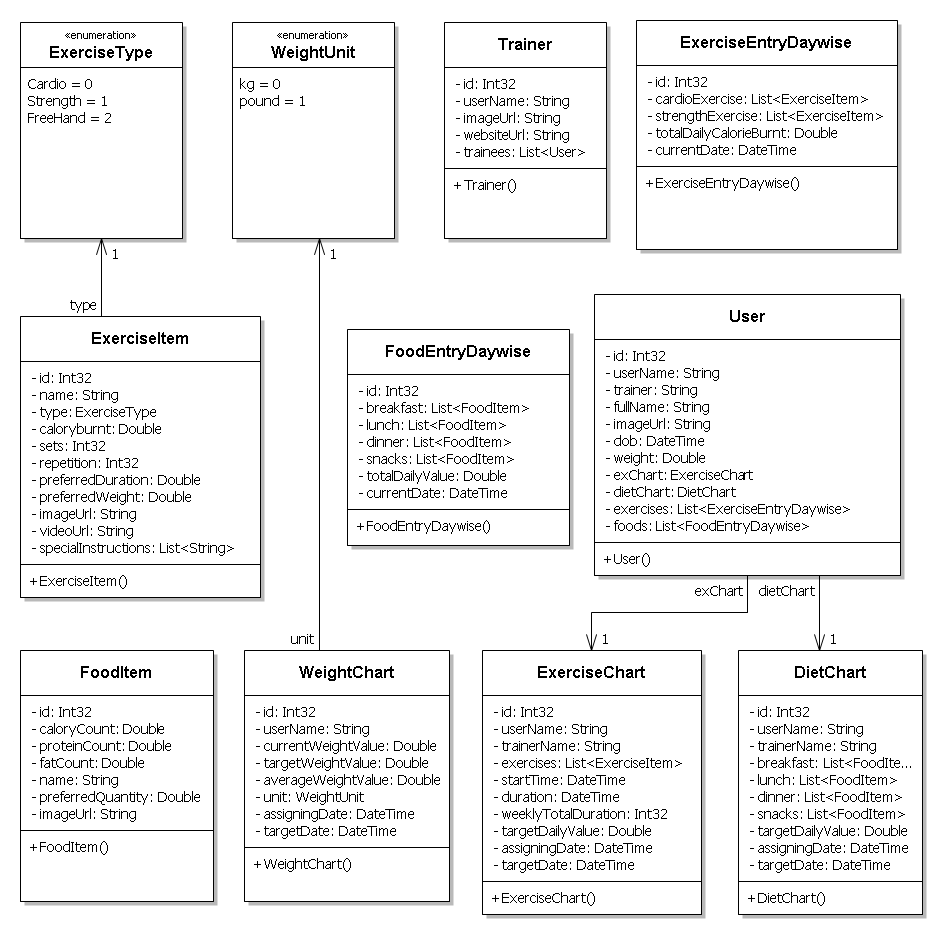 «enumeration»
ExerciseType
Cardio = 0
Strength = 1
FreeHand = 2
«enumeration»
WeightUnit
kg = 0
pound = 1
Trainer
- id: Int32
- userName: String
- imageUrl: String
- websiteUrl: String
- trainees: List<User>
+ Trainer()
ExerciseEntryDaywise
- id: Int32
- cardioExercise: List<ExerciseItem>
- strengthExercise: List<ExerciseItem>
- totalDailyCalorieBurnt: Double
- currentDate: DateTime
+ ExerciseEntryDaywise()
1
1
type
ExerciseItem
- id: Int32
- name: String
- type: ExerciseType
- caloryburnt: Double
- sets: Int32
- repetition: Int32
- preferredDuration: Double
- preferredWeight: Double
- imageUrl: String
- videoUrl: String
- specialInstructions: List<String>
+ ExerciseItem()
FoodEntryDaywise
- id: Int32
- breakfast: List<FoodItem>
- lunch: List<FoodItem>
- dinner: List<FoodItem>
- snacks: List<FoodItem>
- totalDailyValue: Double
- currentDate: DateTime
+ FoodEntryDaywise()
User
- id: Int32
- userName: String
- trainer: String
- fullName: String
- imageUrl: String
- dob: DateTime
- weight: Double
- exChart: ExerciseChart
- dietChart: DietChart
- exercises: List<ExerciseEntryDaywise>
- foods: List<FoodEntryDaywise>
+ User()
exChart
dietChart
unit
1
1
FoodItem
- id: Int32
- caloryCount: Double
- proteinCount: Double
- fatCount: Double
- name: String
- preferredQuantity: Double
- imageUrl: String
+ FoodItem()
WeightChart
- id: Int32
- userName: String
- currentWeightValue: Double
- targetWeightValue: Double
- averageWeightValue: Double
- unit: WeightUnit
- assigningDate: DateTime
- targetDate: DateTime
+ WeightChart()
ExerciseChart
- id: Int32
- userName: String
- trainerName: String
- exercises: List<ExerciseItem>
- startTime: DateTime
- duration: DateTime
- weeklyTotalDuration: Int32
- targetDailyValue: Double
- assigningDate: DateTime
- targetDate: DateTime
+ ExerciseChart()
DietChart
- id: Int32
- userName: String
- trainerName: String
- breakfast: List<FoodIte...
- lunch: List<FoodItem>
- dinner: List<FoodItem>
- snacks: List<FoodItem>
- targetDailyValue: Double
- assigningDate: DateTime
- targetDate: DateTime
+ DietChart()